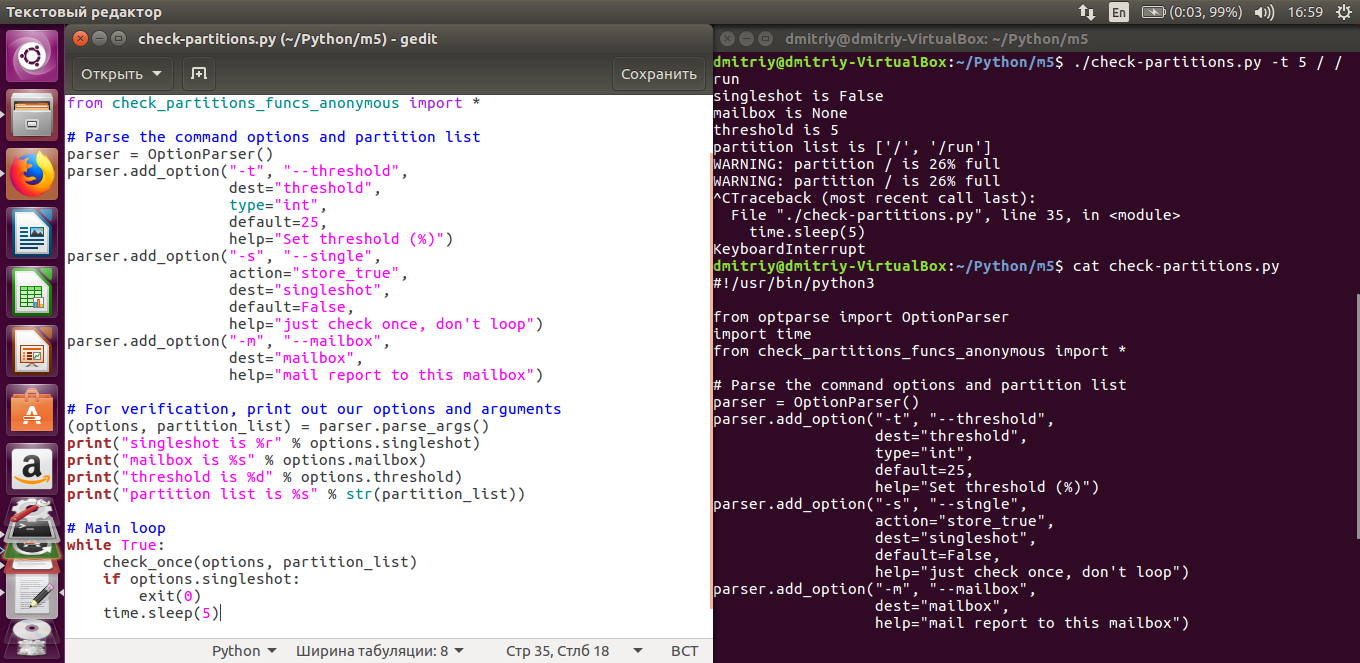 Текстовый редактор
En
(0:03, 99%)
16:59
check-partitions.py (~/Python/m5) - gedit
Открыть
Сохранить
from check_partitions_funcs_anonymous import *
# Parse the command options and partition list
parser = OptionParser()
parser.add_option("-t", "--threshold",
                  dest="threshold",
                  type="int",
                  default=25,
                  help="Set threshold (%)")
parser.add_option("-s", "--single",
                  action="store_true",
                  dest="singleshot",
                  default=False,
                  help="just check once, don't loop")
parser.add_option("-m", "--mailbox",
                  dest="mailbox",
                  help="mail report to this mailbox")
# For verification, print out our options and arguments
(options, partition_list) = parser.parse_args()
print("singleshot is %r" % options.singleshot)
print("mailbox is %s" % options.mailbox)
print("threshold is %d" % options.threshold)
print("partition list is %s" % str(partition_list))
# Main loop
while True:
    check_once(options, partition_list)
    if options.singleshot:
        exit(0)
    time.sleep(5)
Python
Ширина табуляции: 8
Стр 35, Стлб 18
ВСТ
dmitriy@dmitriy-VirtualBox: ~/Python/m5
dmitriy@dmitriy-VirtualBox:~/Python/m5$ ./check-partitions.py -t 5 / /
run
singleshot is False
mailbox is None
threshold is 5
partition list is ['/', '/run']
WARNING: partition / is 26% full
WARNING: partition / is 26% full
^CTraceback (most recent call last):
  File "./check-partitions.py", line 35, in <module>
    time.sleep(5)
KeyboardInterrupt
dmitriy@dmitriy-VirtualBox:~/Python/m5$ cat check-partitions.py
#!/usr/bin/python3
from optparse import OptionParser
import time
from check_partitions_funcs_anonymous import *
# Parse the command options and partition list
parser = OptionParser()
parser.add_option("-t", "--threshold",
                  dest="threshold",
                  type="int",
                  default=25,
                  help="Set threshold (%)")
parser.add_option("-s", "--single",
                  action="store_true",
                  dest="singleshot",
                  default=False,
                  help="just check once, don't loop")
parser.add_option("-m", "--mailbox",
                  dest="mailbox",
                  help="mail report to this mailbox")